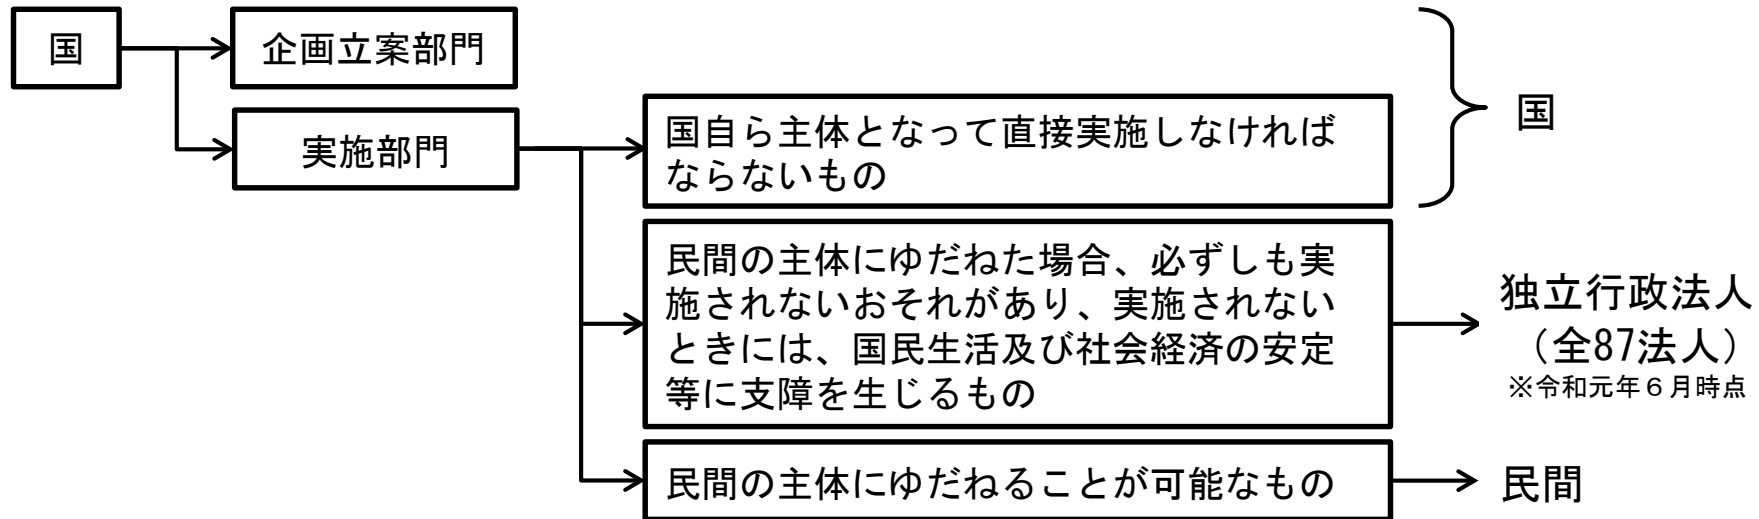 国
企画立案部門
実施部門
国自ら主体となって直接実施しなければ
ならないもの
国
民間の主体にゆだねた場合、必ずしも実
施されないおそれがあり、実施されない
ときには、国民生活及び社会経済の安定
等に支障を生じるもの
独立行政法人
（全87法人）
※令和元年６月時点
民間の主体にゆだねることが可能なもの
民間